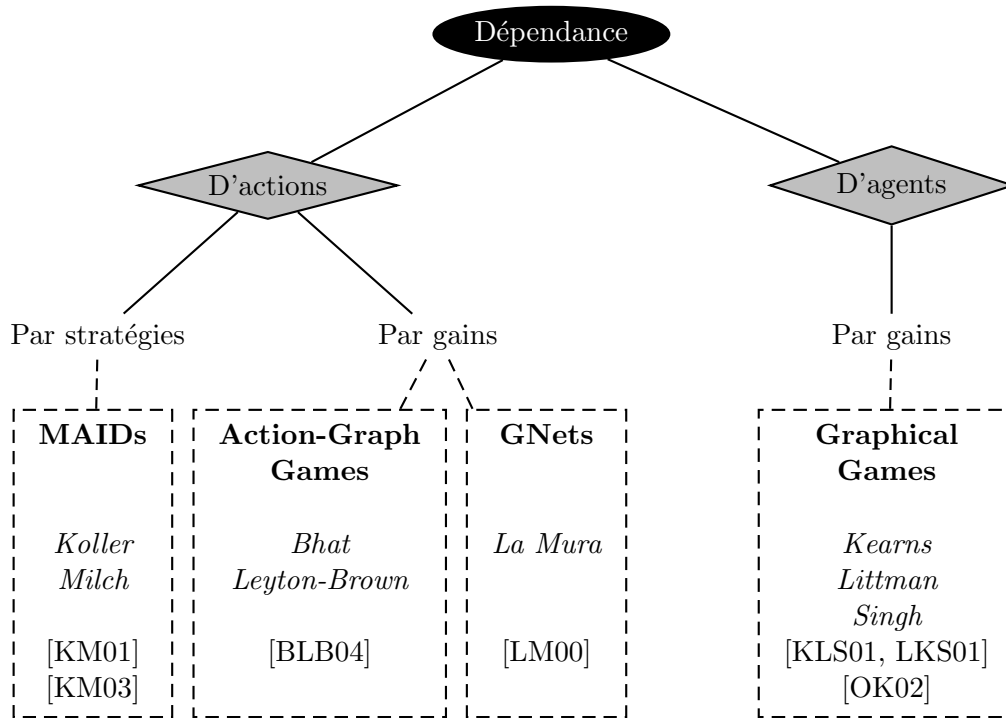 Dépendance
D'actions
D'agents
Par stratégies
Par gains
Par gains
MAIDs
Koller
Milch
[KM01]
[KM03]
Action-Graph
Games
Bhat
Leyton-Brown
[BLB04]
GNets
La Mura
[LM00]
Graphical
Games
Kearns
Littman
Singh
[KLS01, LKS01]
[OK02]